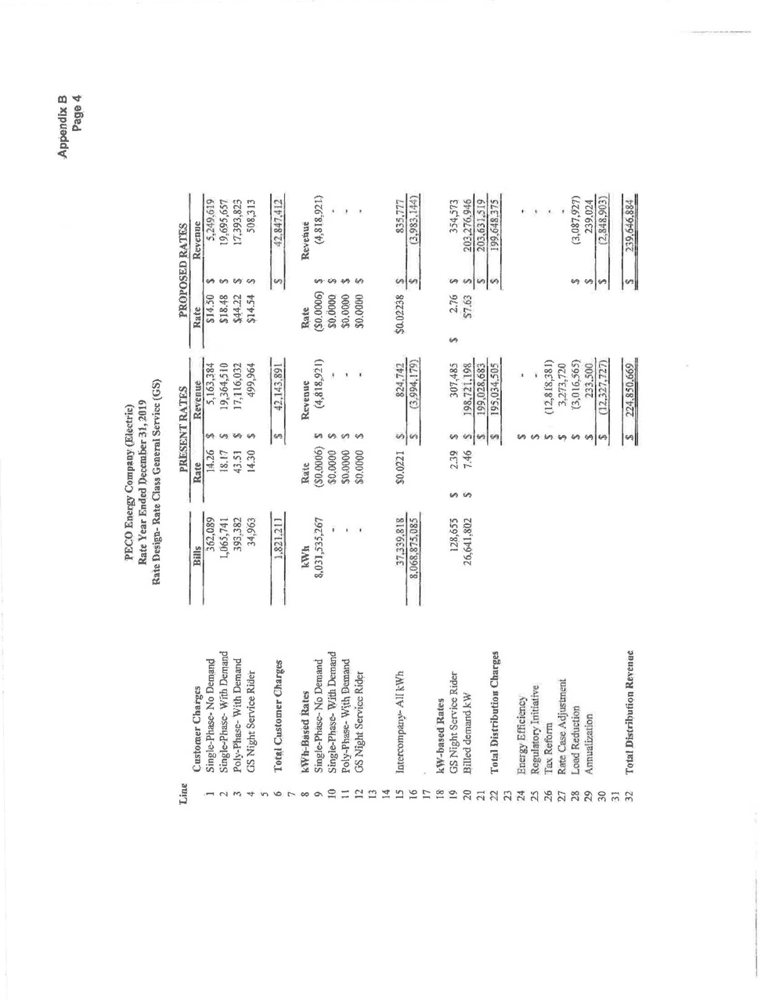 Appendix B
Page 4
PECO Energy Company (Electric)
Rate Year Ended December 31, 2019
Rate Design- Rate Class General Service (GS)
PRESENT RATES PROPOSED RATES
Line Customer Charges Bills Rate Revenue Rate Revenue
1 Single-Phase- No Demand 362,089 14.26 $ 5,163,384 $14.50 $ 5,249,619
2 Single-Phase- With Demand 1,065,741 18.17 $ 19,364,510 $18.48 $ 19,695,657
3 Poly-Phase- With Demand 393,382 43.51 $ 17,116,032 $44.22 $ 17,393,823
4 GS Night Service Rider 34,963 14.30 $ 499,964 $14.54 $ 508,313
5
6 Total Customer Charges 1,821,211 $ 42,143,891 $ 42,847,412
7
8 kWh-Based Rates kWh Rate Revenue Rate Revenue
9 Single-Phase- No Demand 8,031,535,267 ($0.0006) $ (4,818,921) ($0.0006) $ (4,818,921)
10 Single-Phase- With Demand - $0.0000 $ - $0.0000 $ -
11 Poly-Phase- With Demand - $0.0000 $ - $0.0000 $ -
12 GS Night Service Rider - $0.0000 $ - $0.0000 $ -
13
14
15 Intercompany- All kWh 37,339,818 $0.0221 $ 824,742 $0.02238 $ 835,777
16 8,068,875,085 $ (3,994,179) $ (3,983,144)
17
18 kW-based Rates
19 GS Night Service Rider 128,655 $ 2.39 $ 307,485 $ 2.76 $ 354,573
20 Billed demand kW 26,641,802 $ 7.46 $ 198,721,198 $7.63 $ 203,276,946
21 $ 199,028,683 $ 203,631,519
22 Total Distribution Charges $ 195,034,505 $ 199,648,375
23
24 Energy Efficiency $ - -
25 Regulatory Initiative $ - -
26 Tax Reform $ (12,818,381) -
27 Rate Case Adjustment $ 3,273,720 -
28 Load Reduction $ (3,016,565) $ (3,087,927)
29 Annualization $ 233,500 $ 239,024
30 $ (12,327,727) $ (2,848,903)
31
32 Total Distribution Revenue $ 224,850,669 $ 239,646,884